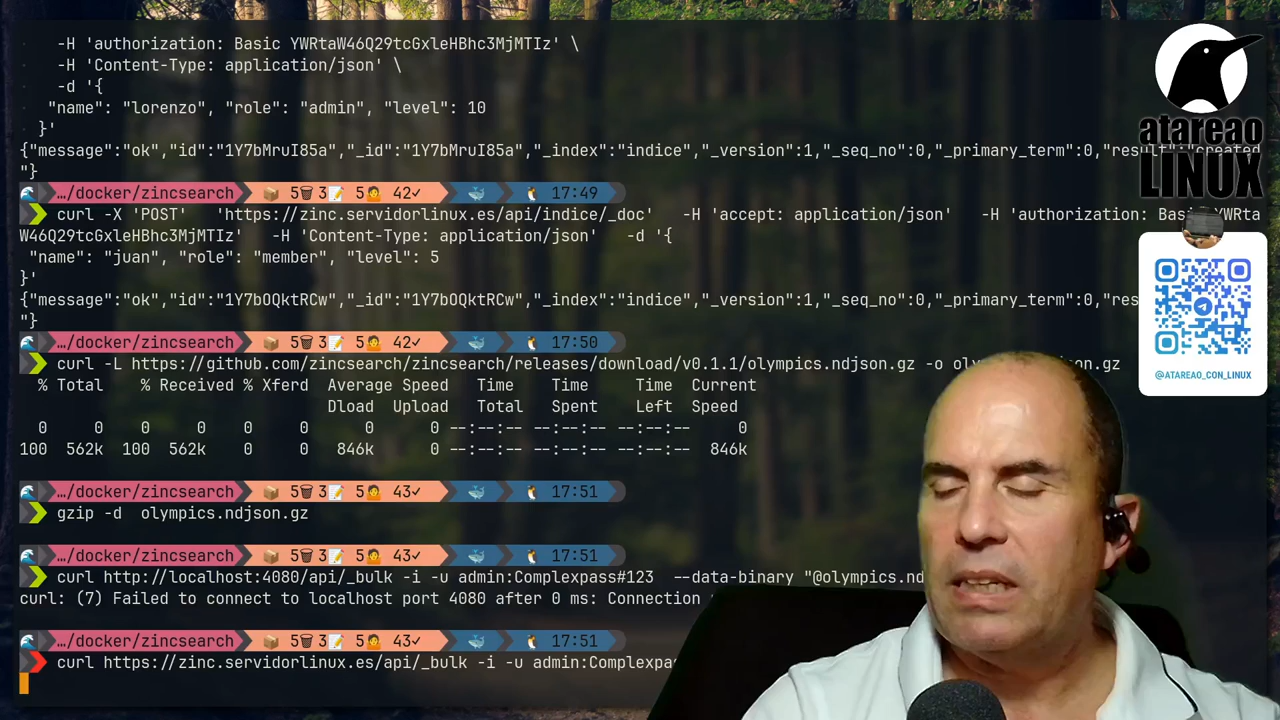 -H 'authorization: Basic YWRtaW46Q29tcGxleHBhc3MjMTIz' \
-H 'Content-Type: application/json' \
-d '{
"name": "lorenzo", "role": "admin", "level": 10
}'
{"message":"ok","id":"1Y7bMruI85a","_id":"1Y7bMruI85a","_index":"indice","_version":1,"_seq_no":0,"_primary_term":0,"result":"created
"}
…/docker/zincsearch 5 3 5 42✓ 17:49
curl -X 'POST' 'https://zinc.servidorlinux.es/api/indice/_doc' -H 'accept: application/json' -H 'authorization: Basic YWRta
W46Q29tcGxleHBhc3MjMTIz' -H 'Content-Type: application/json' -d '{
"name": "juan", "role": "member", "level": 5
}'
{"message":"ok","id":"1Y7bOQktRCw","_id":"1Y7bOQktRCw","_index":"indice","_version":1,"_seq_no":0,"_primary_term":0,"res
"}
…/docker/zincsearch 5 3 5 42✓ 17:50
curl -L https://github.com/zincsearch/zincsearch/releases/download/v0.1.1/olympics.ndjson.gz -o on.gz
% Total % Received % Xferd Average Speed Time Time Time Current
Dload Upload Total Spent Left Speed
0 0 0 0 0 0 0 0 --:--:-- --:--:-- --:--:-- 0
100 562k 100 562k 0 0 846k 0 --:--:-- --:--:-- --:--:-- 846k
…/docker/zincsearch 5 3 5 43✓ 17:51
gzip -d olympics.ndjson.gz
…/docker/zincsearch 5 3 5 43✓ 17:51
curl http://localhost:4080/api/_bulk -i -u admin:Complexpass#123 --data-binary "@olympics.nd
curl: (7) Failed to connect to localhost port 4080 after 0 ms: Connection
…/docker/zincsearch 5 3 5 43✓ 17:51
curl https://zinc.servidorlinux.es/api/_bulk -i -u admin:Complexpa
atareao
LINUX
@ATAREAO_CON_LINUX